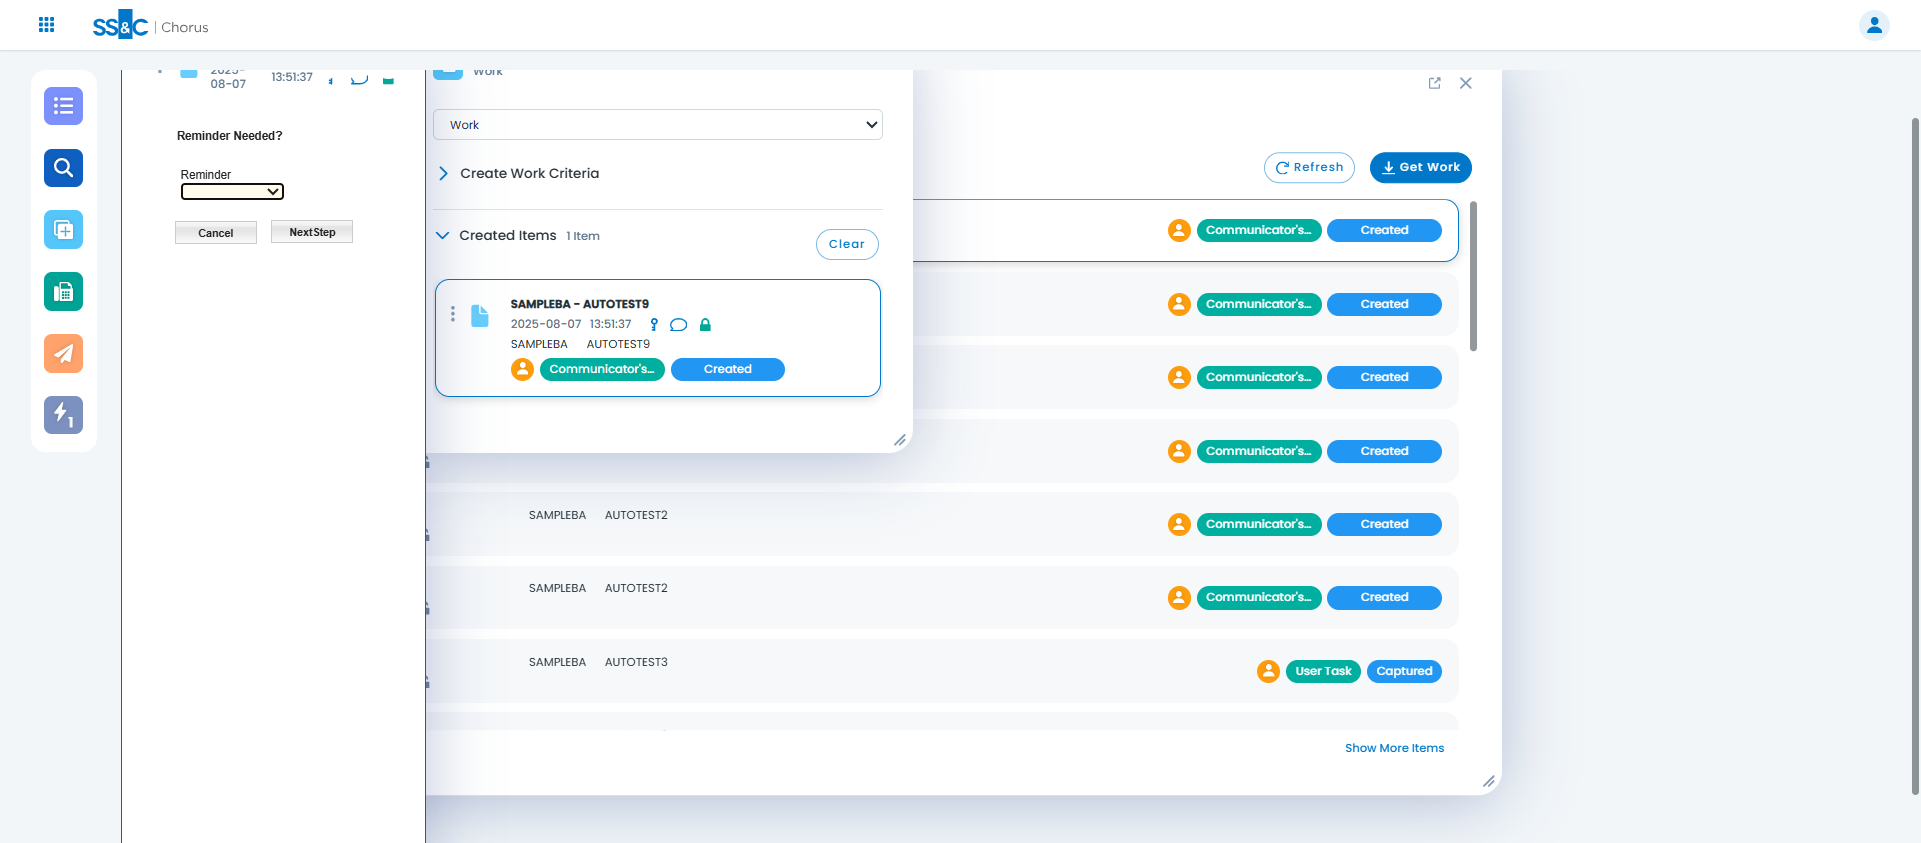 SS&C | Chorus
2025-08-07 13:51:37
Reminder Needed?
Reminder
Cancel NextStep
Work
Work
Create Work Criteria
Created Items 1 Item
Clear
SAMPLEBA - AUTOTEST9
2025-08-07 13:51:37
SAMPLEBA AUTOTEST9
Communicator's... Created
Refresh Get Work
Communicator's... Created
Communicator's... Created
Communicator's... Created
Communicator's... Created
SAMPLEBA AUTOTEST2
Communicator's... Created
SAMPLEBA AUTOTEST2
Communicator's... Created
SAMPLEBA AUTOTEST3
User Task Captured
Show More Items
1